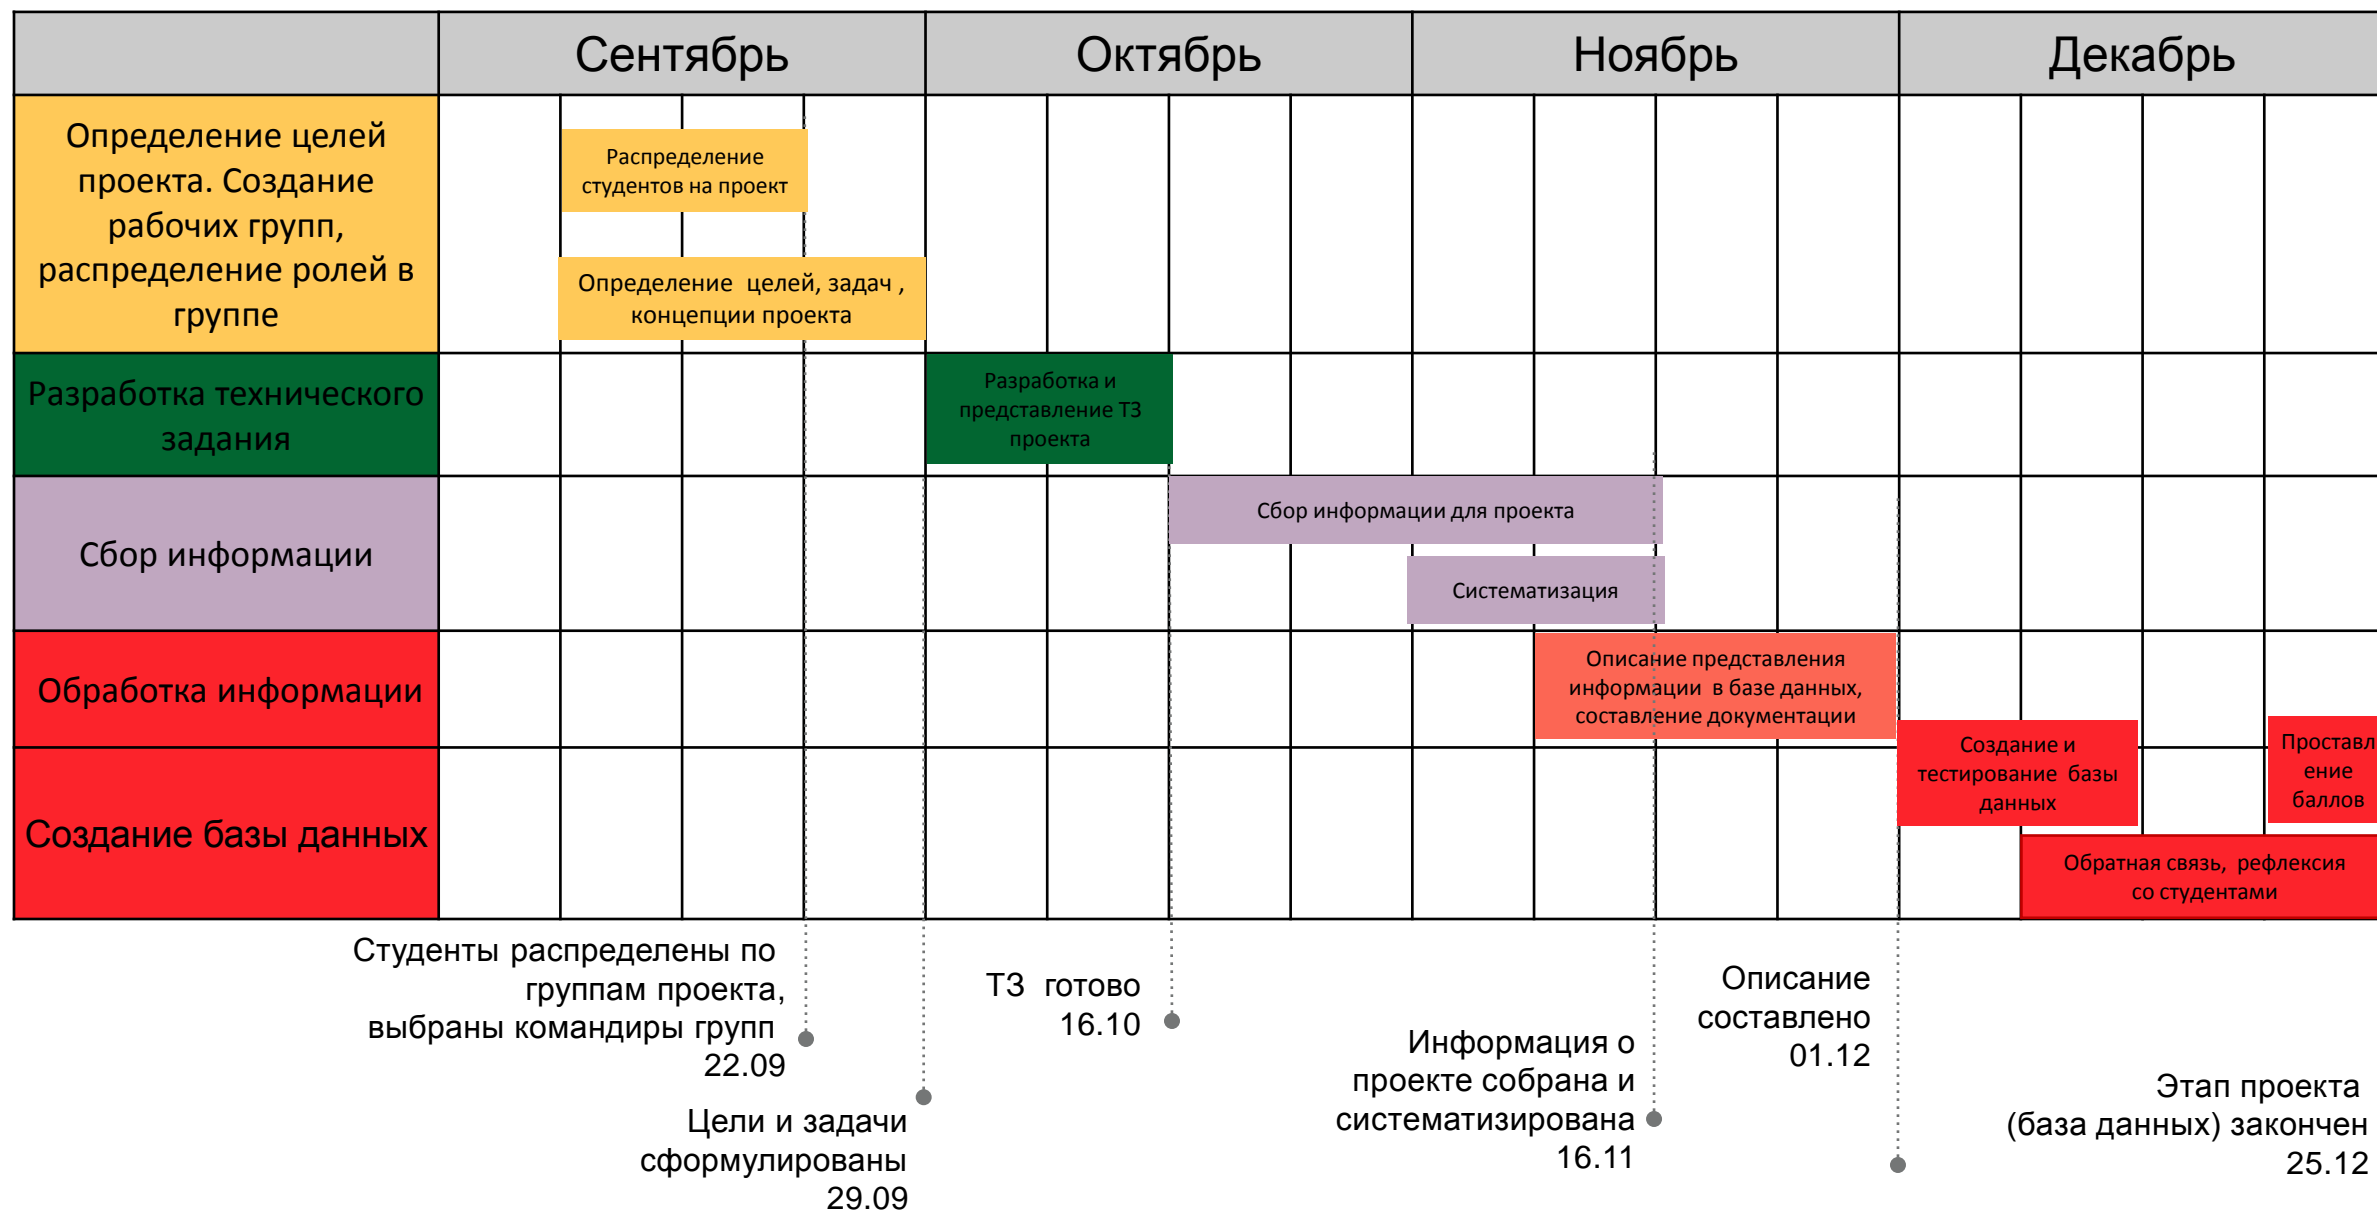 Сентябрь
Октябрь
Ноябрь
Декабрь
Определение целей
проекта. Создание
рабочих групп,
распределение ролей в
группе
Распределение
студентов на проект
Определение целей, задач ,
концепции проекта
Разработка технического
задания
Разработка и
представление ТЗ
проекта
Сбор информации
Сбор информации для проекта
Систематизация
Обработка информации
Описание представления
информации в базе данных,
составление документации
Создание базы данных
Создание и
тестирование базы
данных
Проставл
ение
баллов
Обратная связь, рефлексия
со студентами
Студенты распределены по
группам проекта,
выбраны командиры групп
22.09
Цели и задачи
сформулированы
29.09
ТЗ готово
16.10
Информация о
проекте собрана и
систематизирована
16.11
Описание
составлено
01.12
Этап проекта
(база данных) закончен
25.12